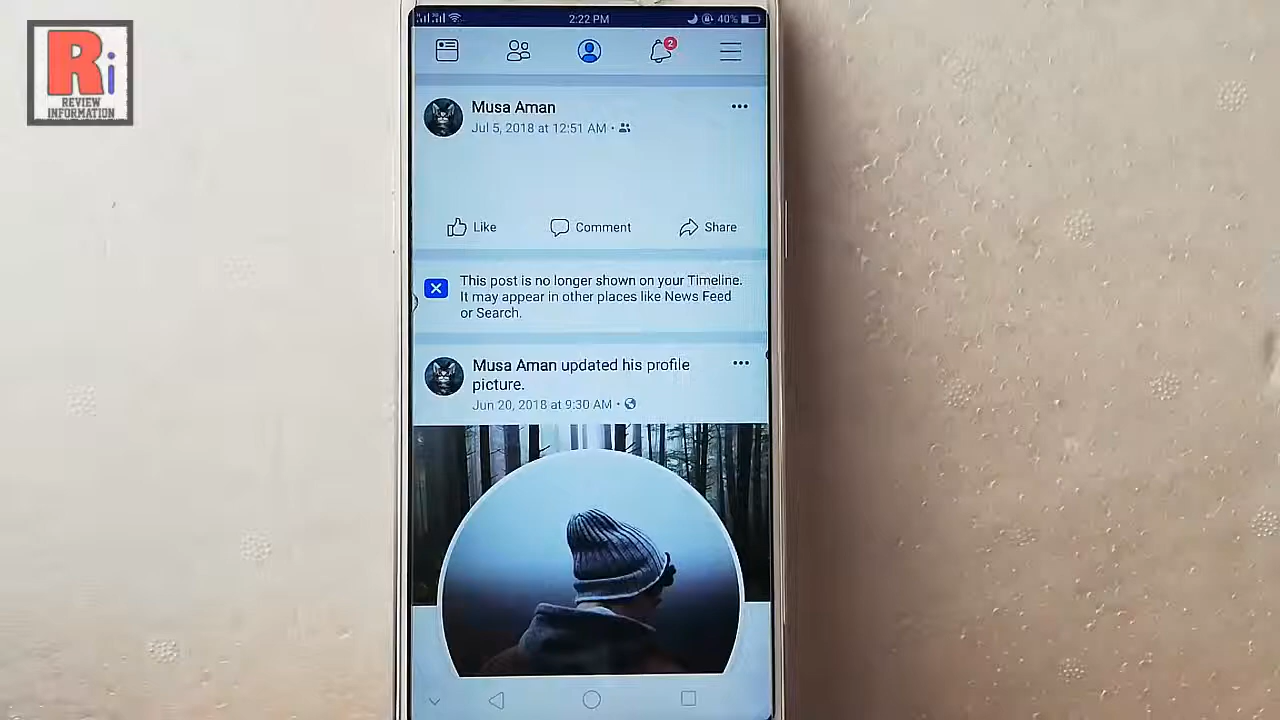 Ri
REVIEW
INFORMATION
2:22 PM
40%
2
Musa Aman
Jul 5, 2018 at 12:51 AM
Like
Comment
Share
This post is no longer shown on your Timeline.
It may appear in other places like News Feed
or Search.
Musa Aman updated his profile
picture.
Jun 20, 2018 at 9:30 AM